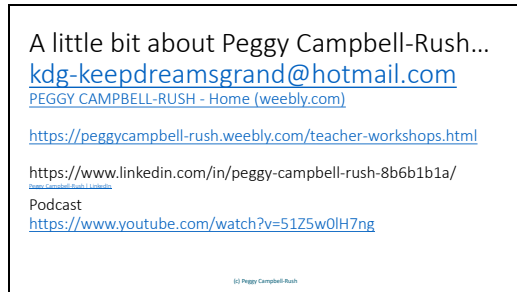 A little bit about Peggy Campbell-Rush…
kdg-keepdreamsgrand@hotmail.com
PEGGY CAMPBELL-RUSH - Home (weebly.com)
https://peggycampbell-rush.weebly.com/teacher-workshops.html
https://www.linkedin.com/in/peggy-campbell-rush-8b6b1b1a/
Peggy Campbell-Rush | LinkedIn
Podcast
https://www.youtube.com/watch?v=51Z5w0lH7ng
(c) Peggy Campbell-Rush